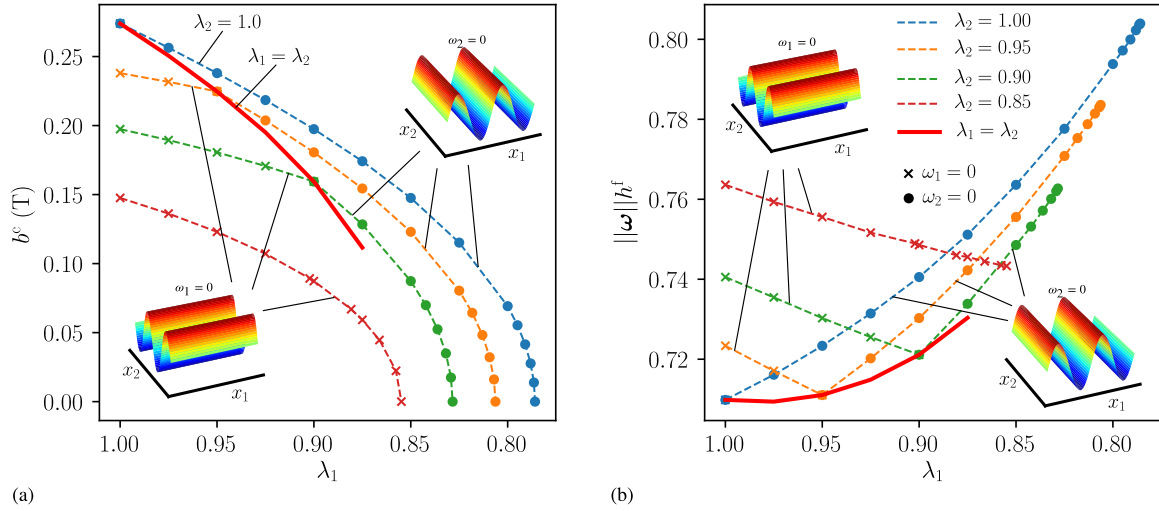 λ₂ = 1.0
λ₁ = λ₂
ω₂ = 0
x₂
x₁
ω₁ = 0
x₂
x₁
bᶜ (T)
0.25
0.20
0.15
0.10
0.05
0.00
1.00 0.95 0.90 0.85 0.80
λ₁
(a)
ω₁ = 0
x₂
x₁
λ₂ = 1.00
λ₂ = 0.95
λ₂ = 0.90
λ₂ = 0.85
λ₁ = λ₂
ω₁ = 0
ω₂ = 0
ω₂ = 0
x₂
x₁
||ω||hᶠ
0.80
0.78
0.76
0.74
0.72
1.00 0.95 0.90 0.85 0.80
λ₁
(b)